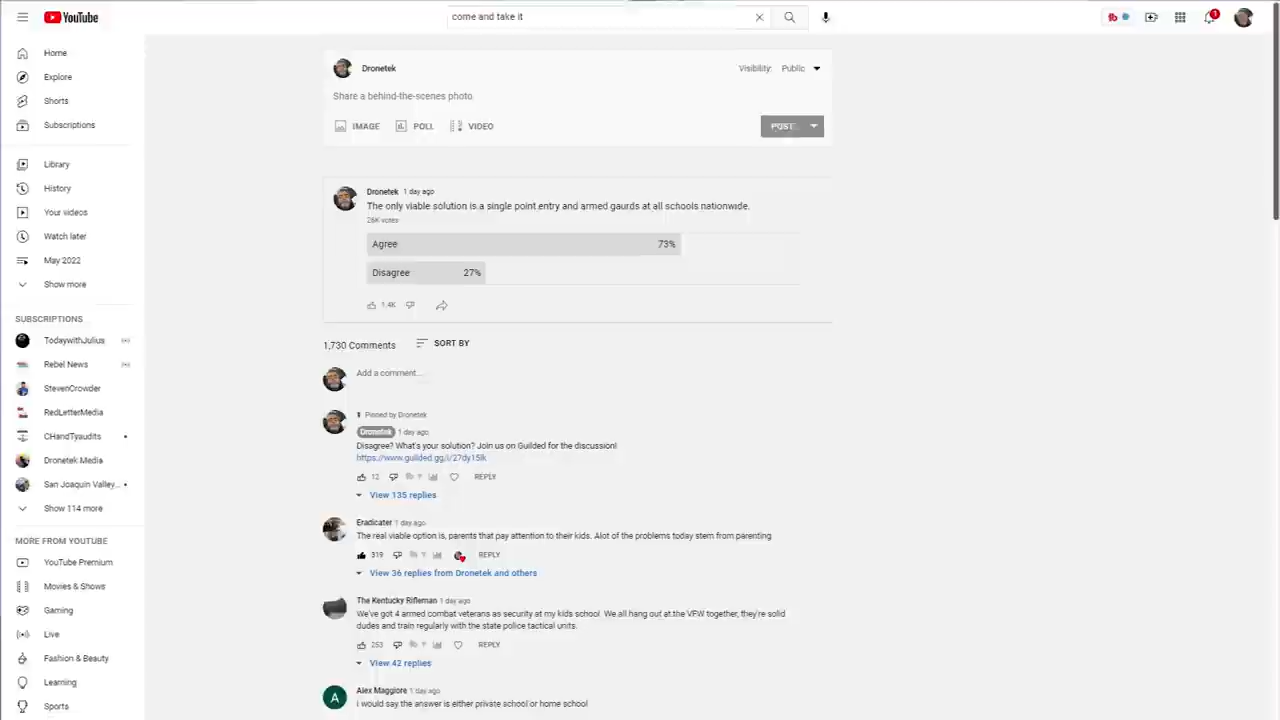 YouTube
come and take it
1
Home
Explore
Shorts
Subscriptions
Library
History
Your videos
Watch later
May 2022
Show more
SUBSCRIPTIONS
TodaywithJulius
Rebel News
StevenCrowder
RedLetterMedia
CHandTyaudits
Dronetek Media
San Joaquin Valley...
Show 114 more
MORE FROM YOUTUBE
YouTube Premium
Movies & Shows
Gaming
Live
Fashion & Beauty
Learning
Sports
Dronetek
Visibility: Public
Share a behind-the-scenes photo
IMAGE POLL VIDEO
POST
Dronetek 1 day ago
The only viable solution is a single point entry and armed gaurds at all schools nationwide.
26K votes
Agree 73%
Disagree 27%
1.4K
1,730 Comments SORT BY
Add a comment...
Pinned by Dronetek
Dronetek 1 day ago
Disagree? What's your solution? Join us on Guilded for the discussion!
12 REPLY
View 135 replies
Eradicater 1 day ago
The real viable option is, parents that pay attention to their kids. Alot of the problems today stem from parenting
319 REPLY
View 36 replies from Dronetek and others
The Kentucky Rifleman 1 day ago
We've got 4 armed combat veterans as security at my kids school. We all hang out at the VFW together, they're solid
dudes and train regularly with the state police tactical units.
253 REPLY
View 42 replies
A
Alex Maggiore 1 day ago
I would say the answer is either private school or home school